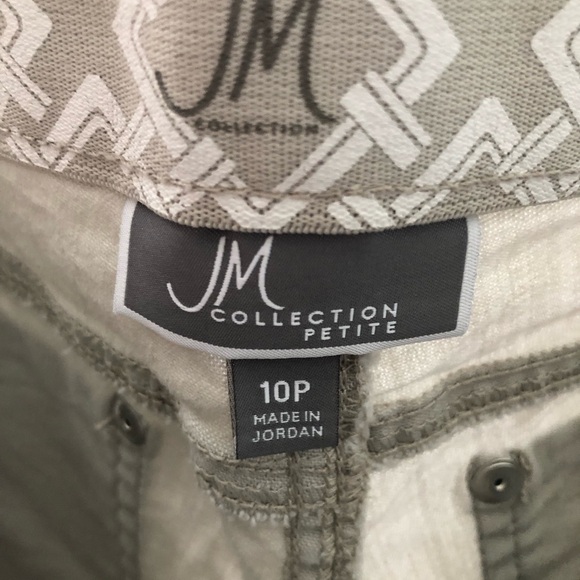 JM
COLLECTION
JM
COLLECTION
PETITE
10P
MADE IN
JORDAN